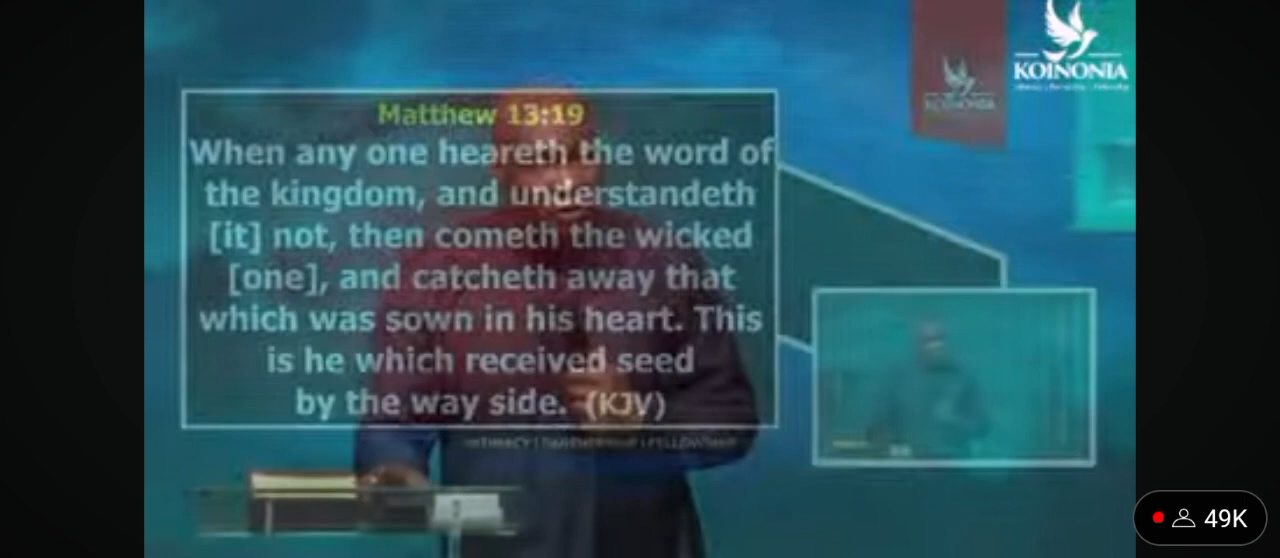 KOINONIA
KOINONIA
Matthew 13:19
When any one heareth the word of
the kingdom, and understandeth
[it] not, then cometh the wicked
[one], and catcheth away that
which was sown in his heart. This
is he which received seed
by the way side. (KJV)
49K